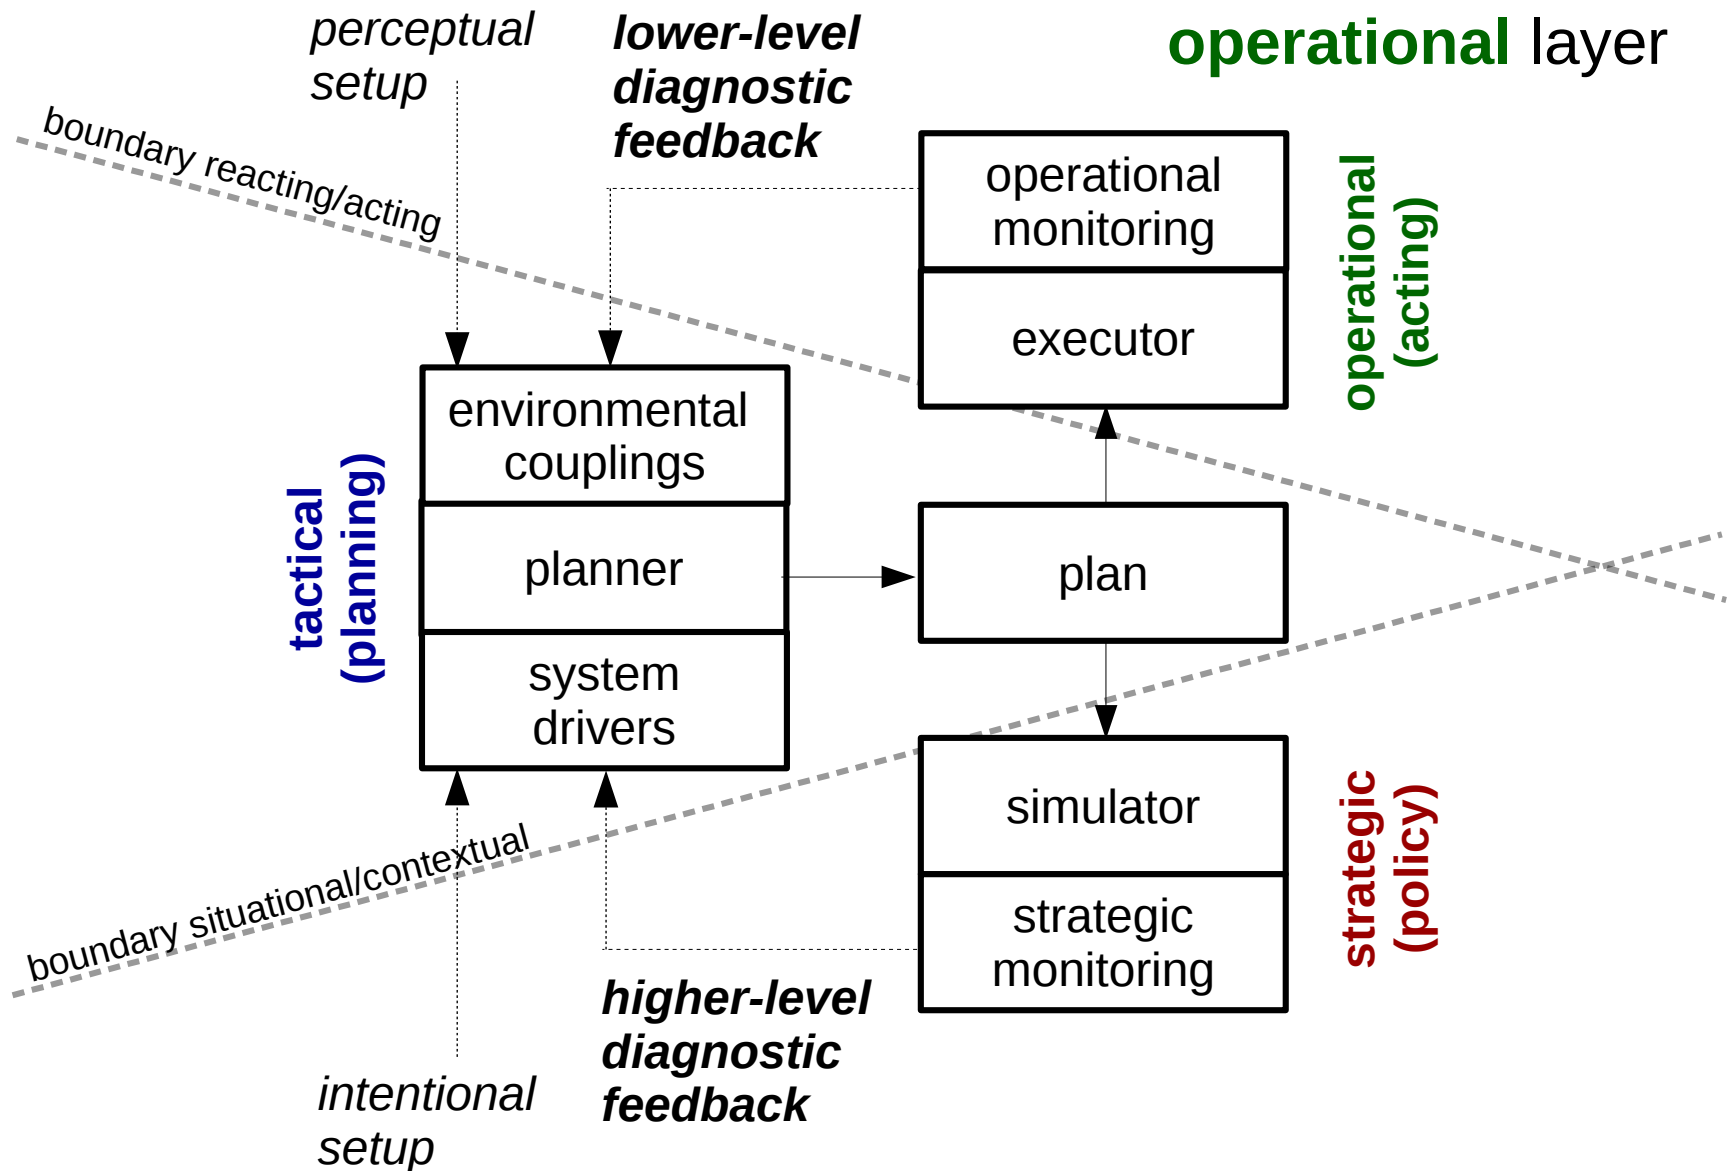 perceptual
setup
lower-level
diagnostic
feedback
operational layer
boundary reacting/acting
operational
monitoring
executor
operational
(acting)
environmental
couplings
planner
system
drivers
tactical
(planning)
plan
simulator
strategic
monitoring
strategic
(policy)
boundary situational/contextual
higher-level
diagnostic
feedback
intentional
setup